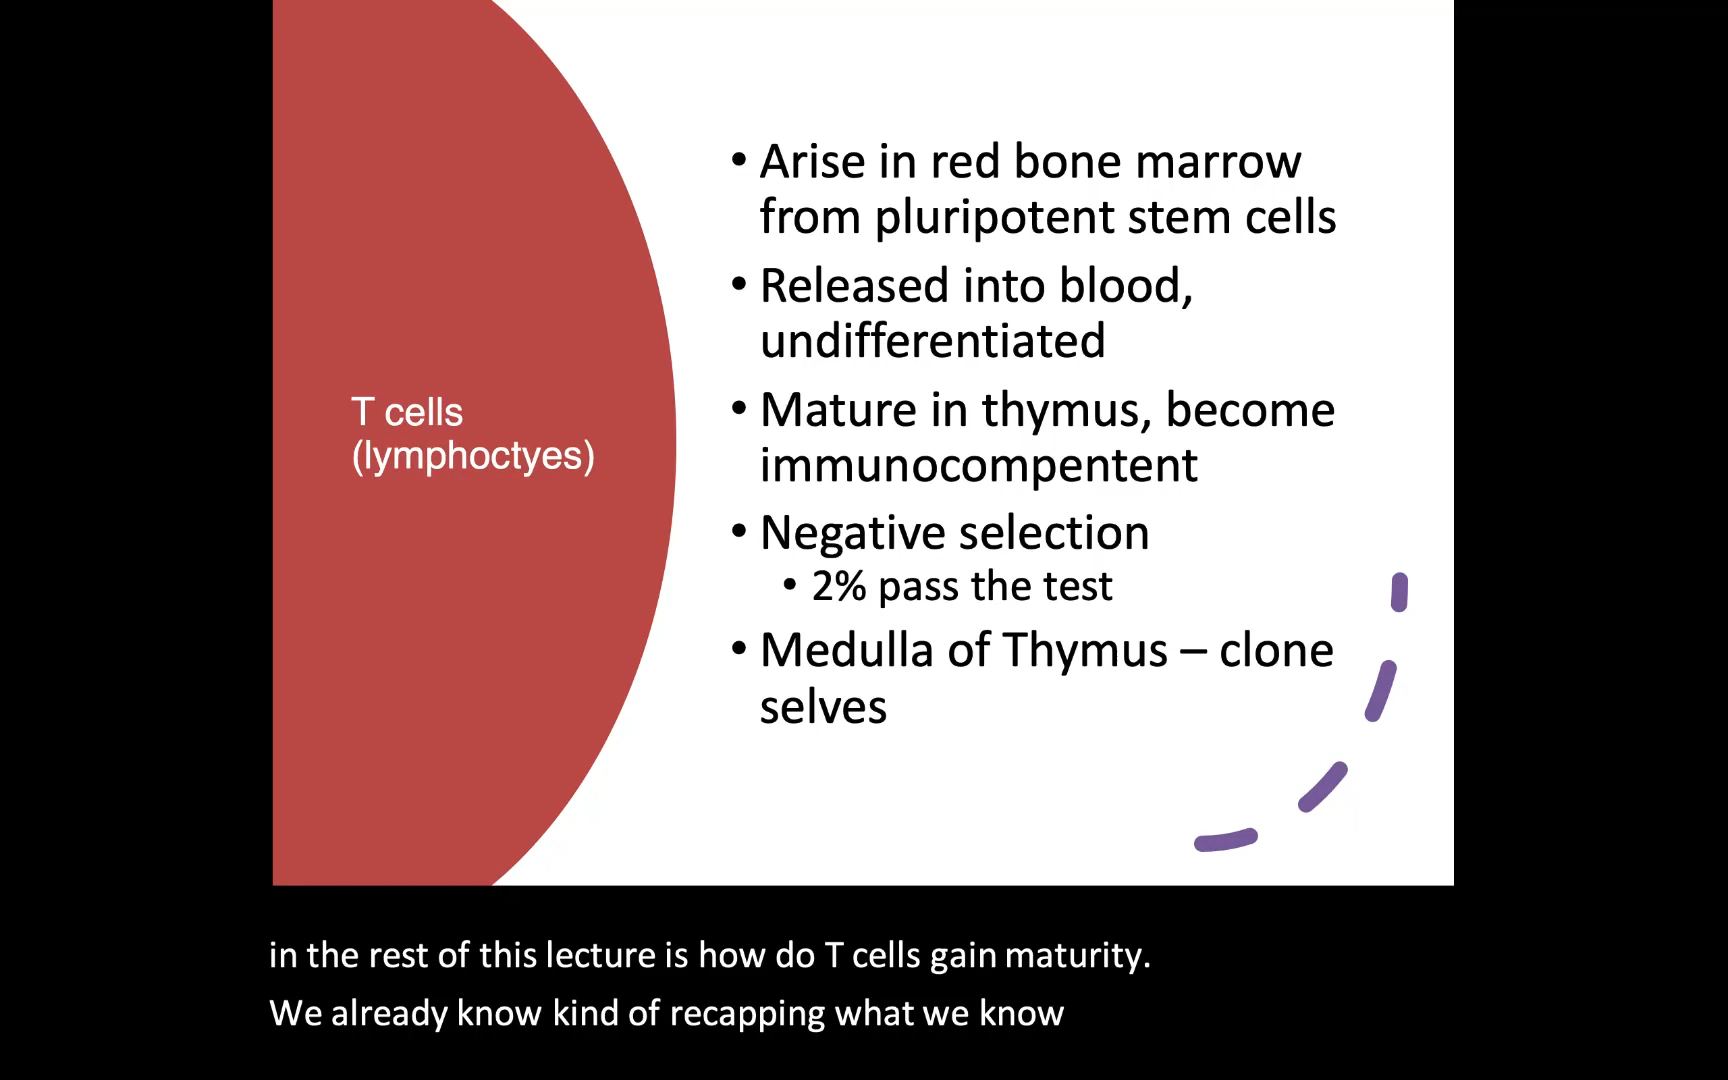 T cells
(lymphoctyes)
• Arise in red bone marrow
from pluripotent stem cells
• Released into blood,
undifferentiated
• Mature in thymus, become
immunocompentent
• Negative selection
• 2% pass the test
• Medulla of Thymus – clone
selves
in the rest of this lecture is how do T cells gain maturity.
We already know kind of recapping what we know